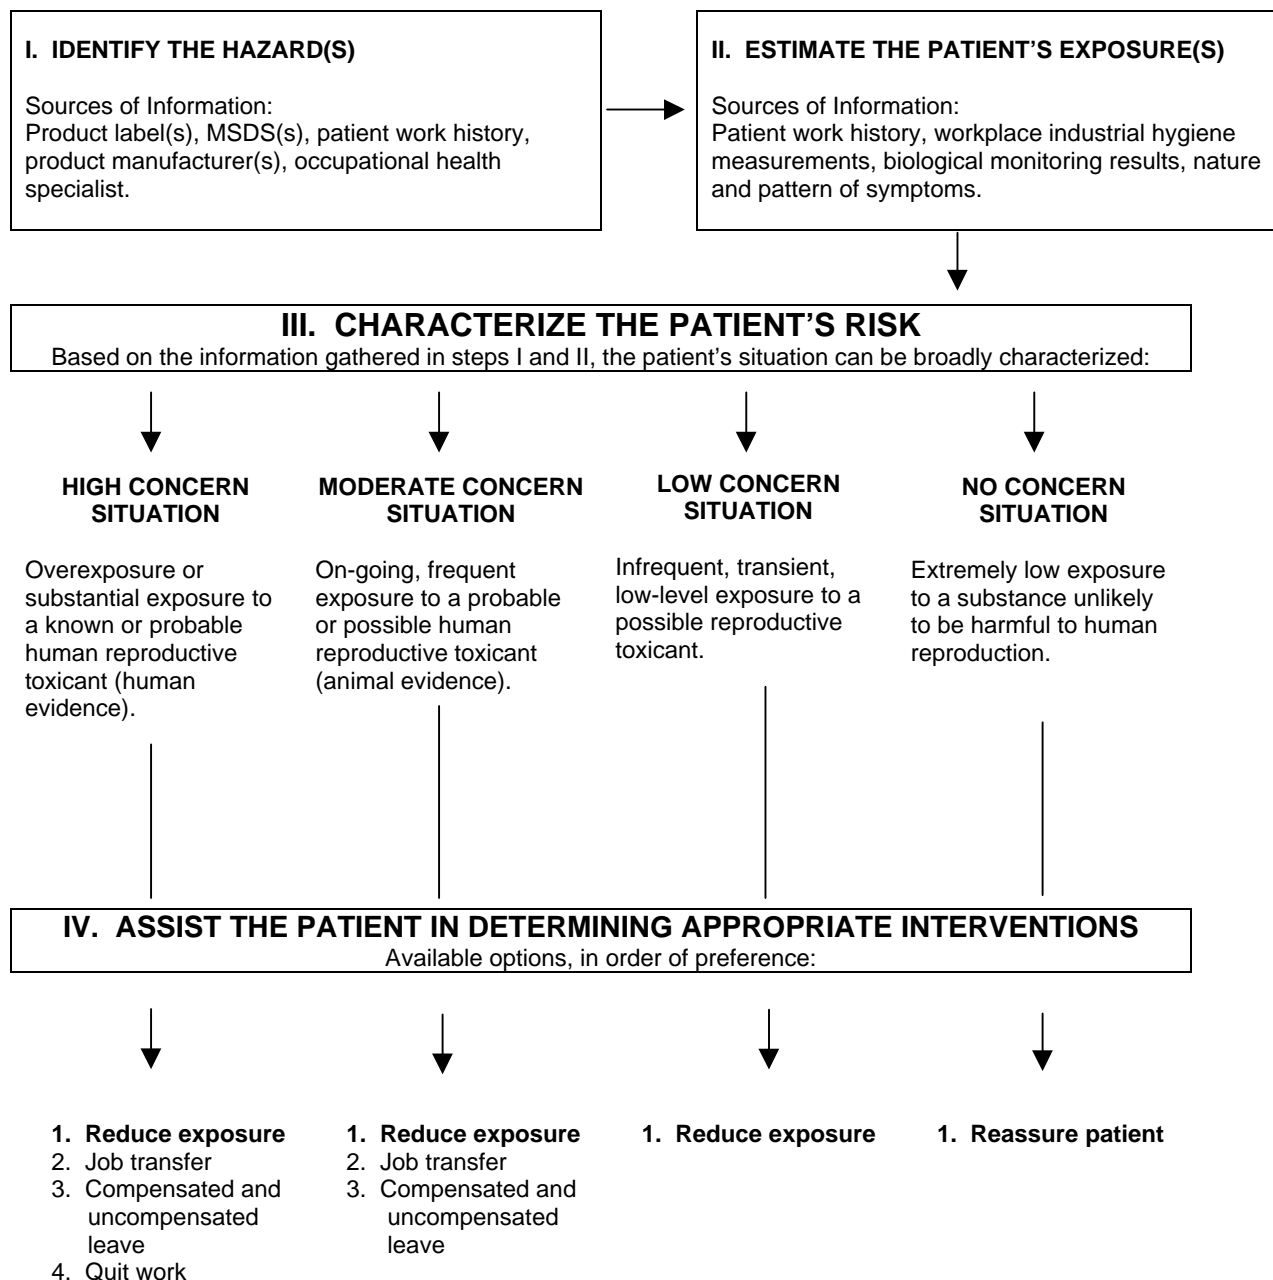 I. IDENTIFY THE HAZARD(S)
Sources of Information:
Product label(s), MSDS(s), patient work history,
product manufacturer(s), occupational health
specialist.
II. ESTIMATE THE PATIENT’S EXPOSURE(S)
Sources of Information:
Patient work history, workplace industrial hygiene
measurements, biological monitoring results, nature
and pattern of symptoms.
III. CHARACTERIZE THE PATIENT’S RISK
Based on the information gathered in steps I and II, the patient’s situation can be broadly characterized:
HIGH CONCERN
SITUATION
Overexposure or
substantial exposure to
a known or probable
human reproductive
toxicant (human
evidence).
MODERATE CONCERN
SITUATION
On-going, frequent
exposure to a probable
or possible human
reproductive toxicant
(animal evidence).
LOW CONCERN
SITUATION
Infrequent, transient,
low-level exposure to a
possible reproductive
toxicant.
NO CONCERN
SITUATION
Extremely low exposure
to a substance unlikely
to be harmful to human
reproduction.
IV. ASSIST THE PATIENT IN DETERMINING APPROPRIATE INTERVENTIONS
Available options, in order of preference:
1. Reduce exposure
2. Job transfer
3. Compensated and
uncompensated
leave
4. Quit work
1. Reduce exposure
2. Job transfer
3. Compensated and
uncompensated
leave
1. Reduce exposure
1. Reassure patient